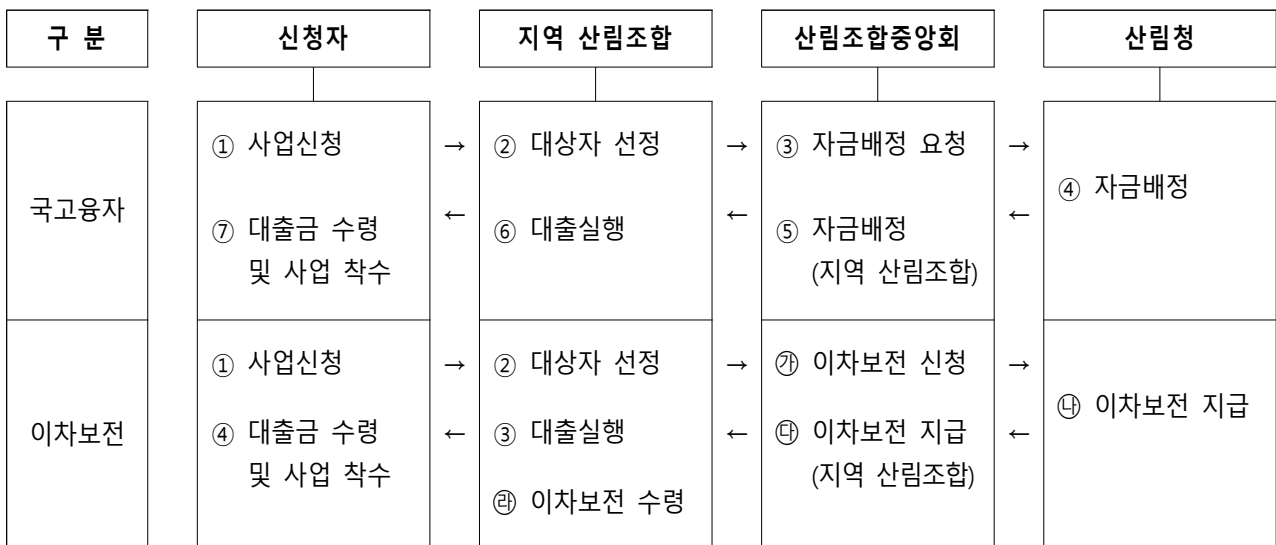 구 분 신청자 지역 산림조합 산림조합중앙회 산림청
국고융자
① 사업신청 → ② 대상자 선정 → ③ 자금배정 요청 → ④ 자금배정
⑦ 대출금 수령 ← ⑥ 대출실행 ← ⑤ 자금배정 ←
및 사업 착수 (지역 산림조합)
이차보전
① 사업신청 → ② 대상자 선정 → ㉮ 이차보전 신청 → ㉯ 이차보전 지급
④ 대출금 수령 ← ③ 대출실행 ← ㉰ 이차보전 지급 ←
및 사업 착수 (지역 산림조합)
㉱ 이차보전 수령